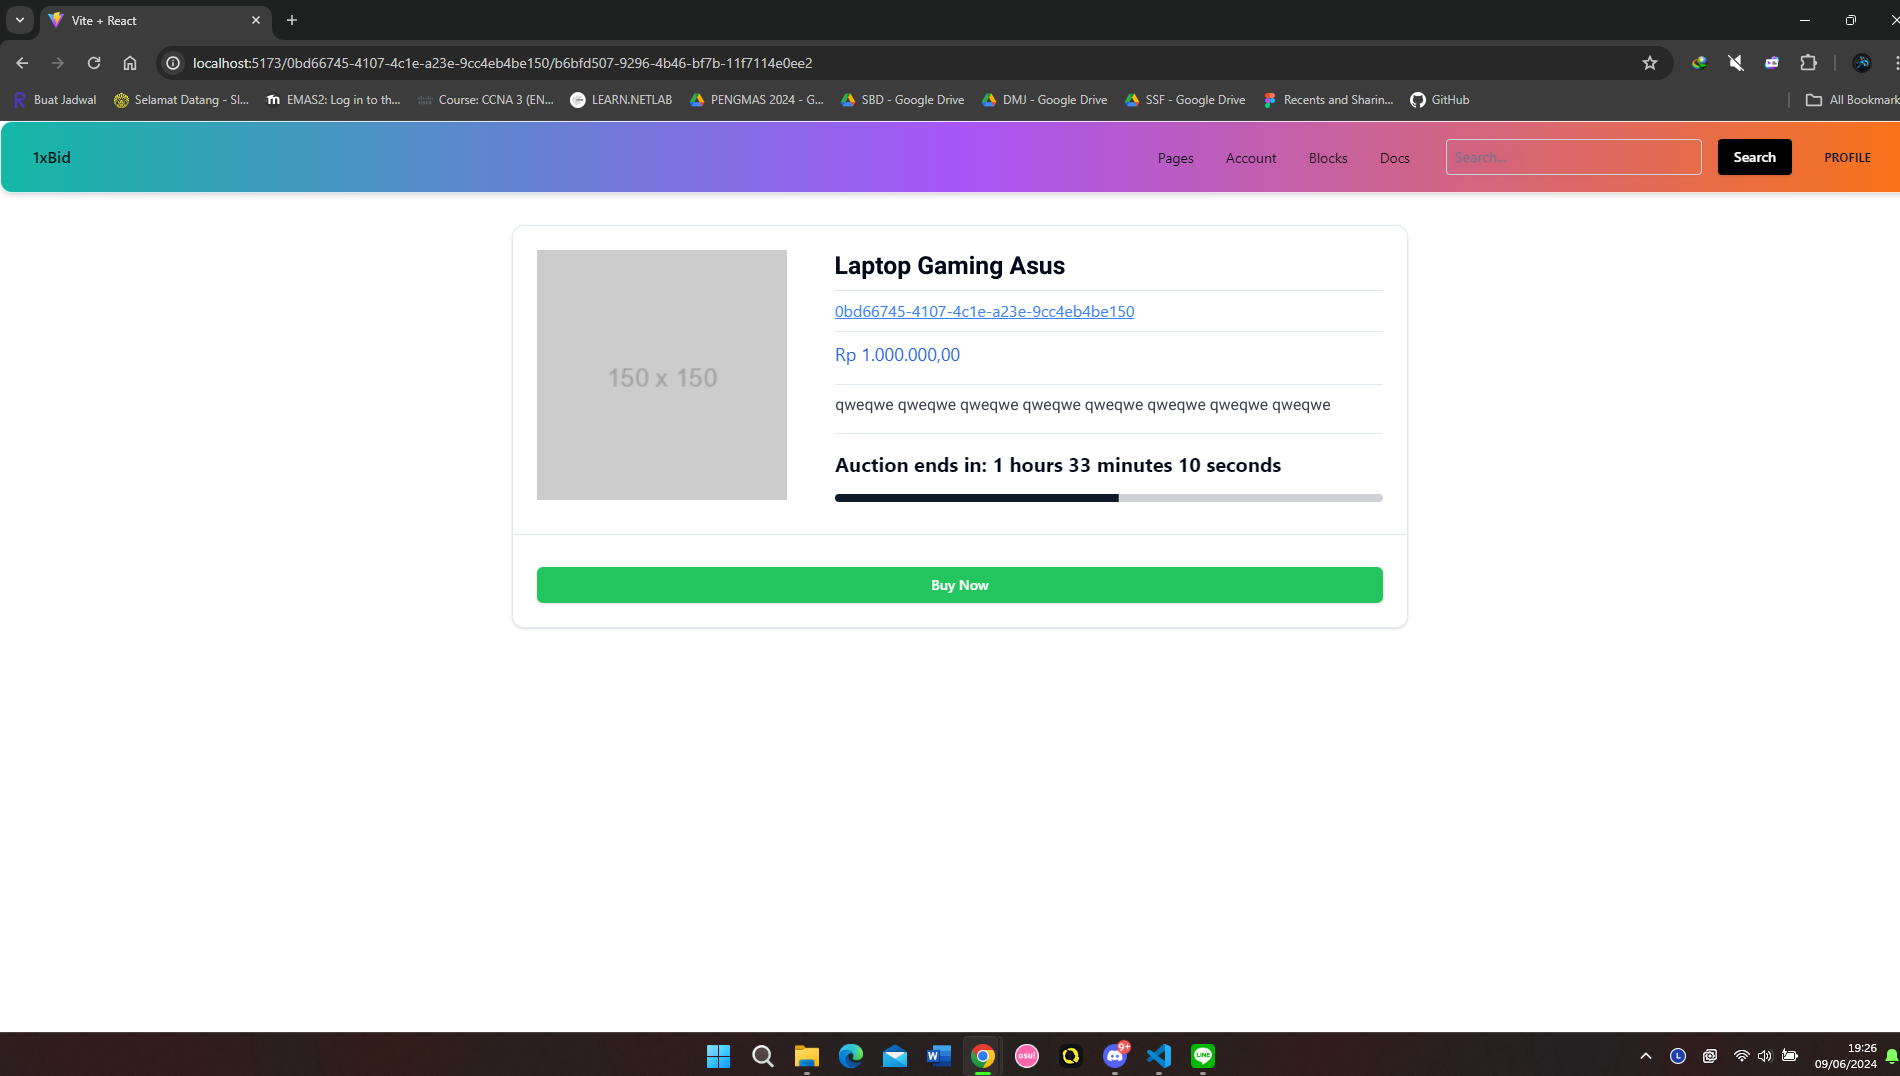 Vite + React
localhost:5173/0bd66745-4107-4c1e-a23e-9cc4eb4be150/b6bfd507-9296-4b46-bf7b-11f7114e0ee2
Buat Jadwal Selamat Datang - SI... EMAS2: Log in to th... Course: CCNA 3 (EN... LEARN.NETLAB PENGMAS 2024 - G... SBD - Google Drive DMJ - Google Drive SSF - Google Drive Recents and Sharin... GitHub All Bookmark
1xBid Pages Account Blocks Docs Search... Search PROFILE
150 x 150
Laptop Gaming Asus
0bd66745-4107-4c1e-a23e-9cc4eb4be150
Rp 1.000.000,00
qweqwe qweqwe qweqwe qweqwe qweqwe qweqwe qweqwe qweqwe
Auction ends in: 1 hours 33 minutes 10 seconds
Buy Now
osu!
9+
LINE
L
19:26
09/06/2024